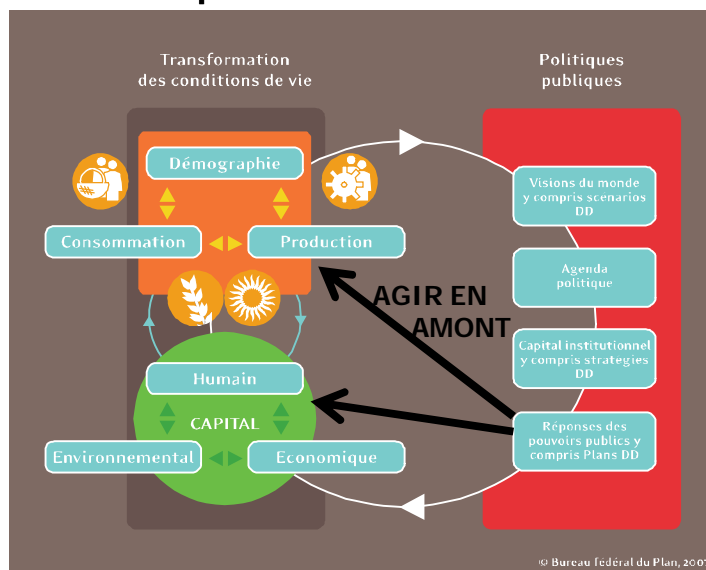 Transformation
des conditions de vie
Politiques
publiques
Démographie
Consommation
Production
Visions du monde
y compris scenarios
DD
Agenda
politique
AGIR EN
AMONT
Capital institutionnel
y compris strategies
DD
Humain
CAPITAL
Environnemental
Economique
Réponses des
pouvoirs publics y
compris Plans DD
© Bureau fédéral du Plan, 2007